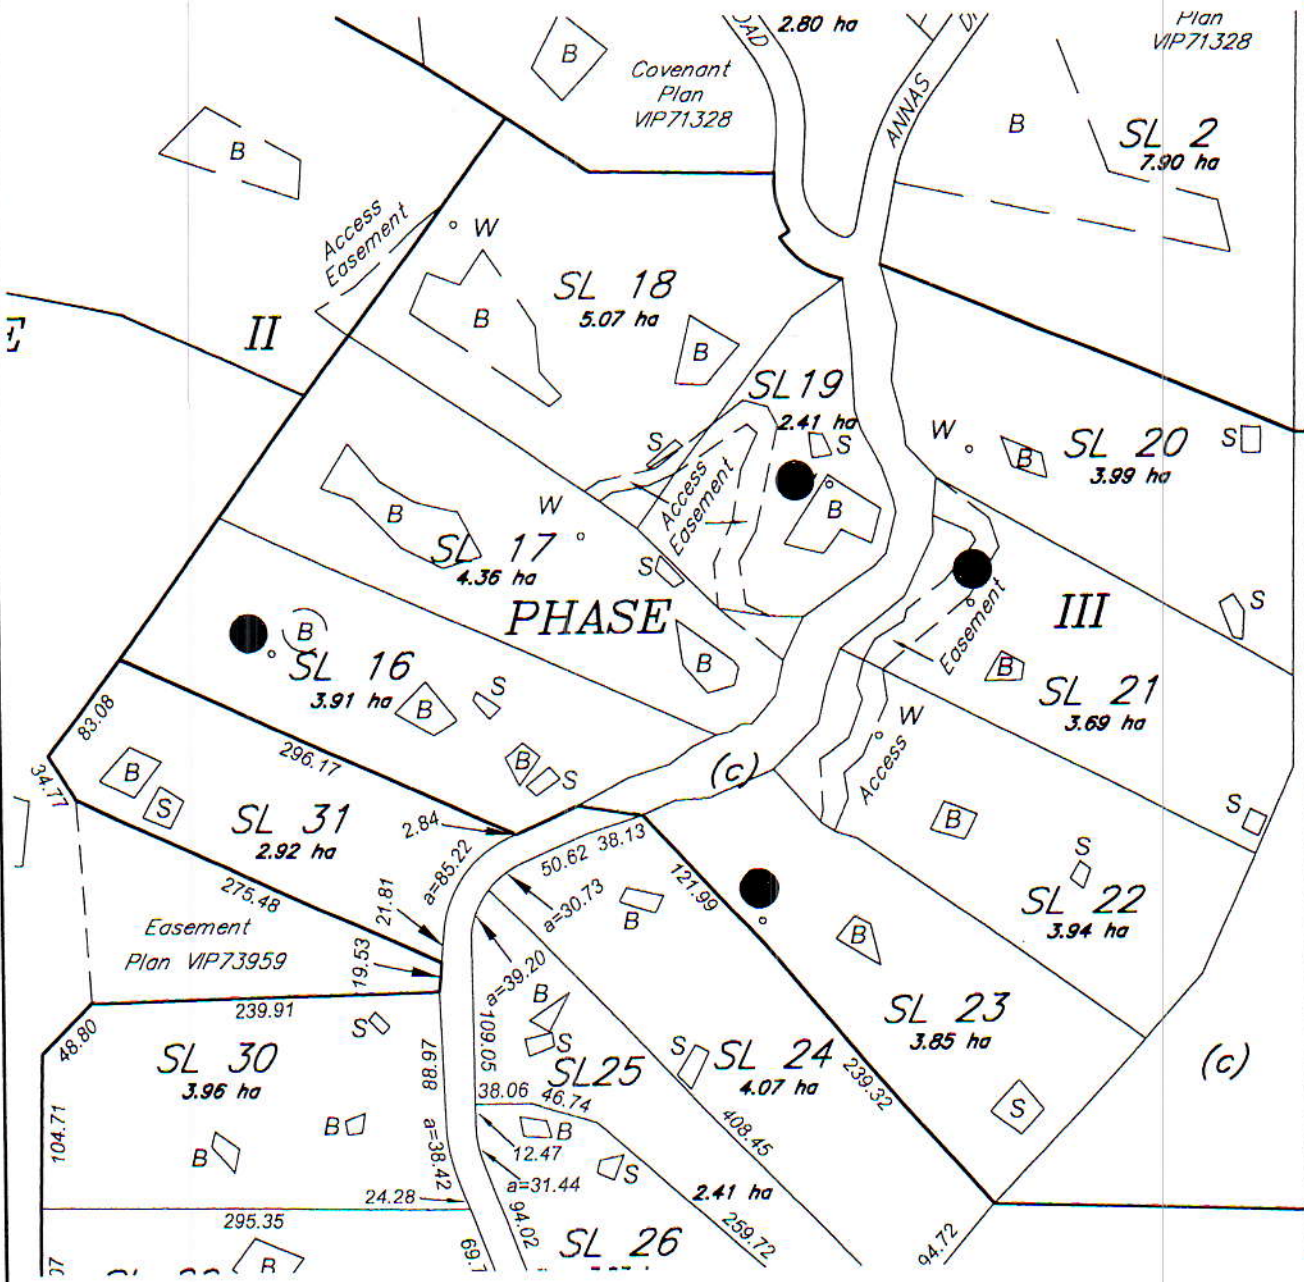 2.80 ha
Plan
VIP71328
B
Covenant
Plan
VIP71328
ANNAS
B
SL 2
7.90 ha
B
Access
Easement
W
SL 18
5.07 ha
B
B
II
SL 19
2.41 ha
S
S
W
B
SL 20
3.99 ha
S
B
W
SL 17
4.36 ha
Access
Easement
B
S
S
PHASE
III
Easement
B
SL 16
3.91 ha
B
S
B
B
S
B
SL 21
3.69 ha
W
Access
(c)
83.08
34.77
296.17
B
S
SL 31
2.92 ha
2.84
275.48
a=85.22
21.81
19.53
50.62 38.13
a=30.73
a=39.20
121.99
B
B
S
S
SL 22
3.94 ha
B
SL 23
3.85 ha
S
(c)
Easement
Plan VIP73959
239.91
48.80
S
SL 30
3.96 ha
104.71
B
B
88.97
109.05
a=38.42
B
S
SL25
38.06 46.74
B
12.47
a=31.44
S
S
SL 24
4.07 ha
239.32
408.45
2.41 ha
259.72
94.72
24.28
295.35
94.02
69.7
SL 26
B